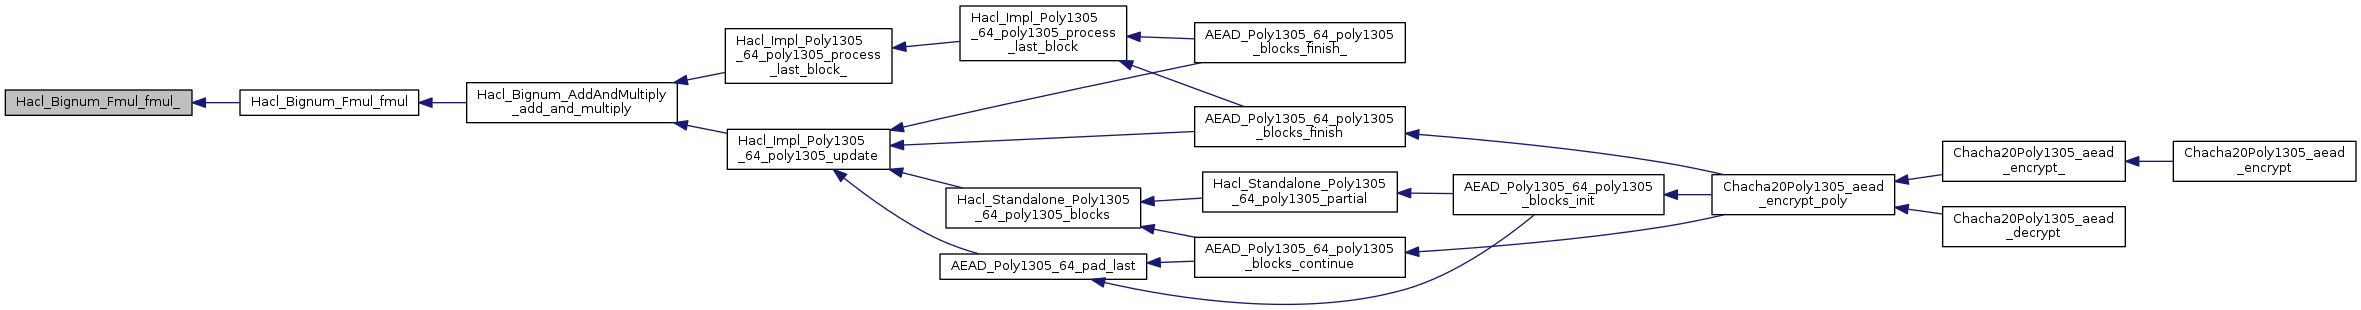 Hacl_Bignum_Fmul_fmul_
Hacl_Bignum_Fmul_fmul
Hacl_Bignum_AddAndMultiply
_add_and_multiply
Hacl_Impl_Poly1305
_64_poly1305_process
_last_block_
Hacl_Impl_Poly1305
_64_poly1305_process
_last_block
AEAD_Poly1305_64_poly1305
_blocks_finish_
AEAD_Poly1305_64_poly1305
_blocks_finish
Hacl_Impl_Poly1305
_64_poly1305_update
Hacl_Standalone_Poly1305
_64_poly1305_blocks
Hacl_Standalone_Poly1305
_64_poly1305_partial
AEAD_Poly1305_64_poly1305
_blocks_init
AEAD_Poly1305_64_pad_last
AEAD_Poly1305_64_poly1305
_blocks_continue
Chacha20Poly1305_aead
_encrypt_poly
Chacha20Poly1305_aead
_encrypt_
Chacha20Poly1305_aead
_encrypt
Chacha20Poly1305_aead
_decrypt